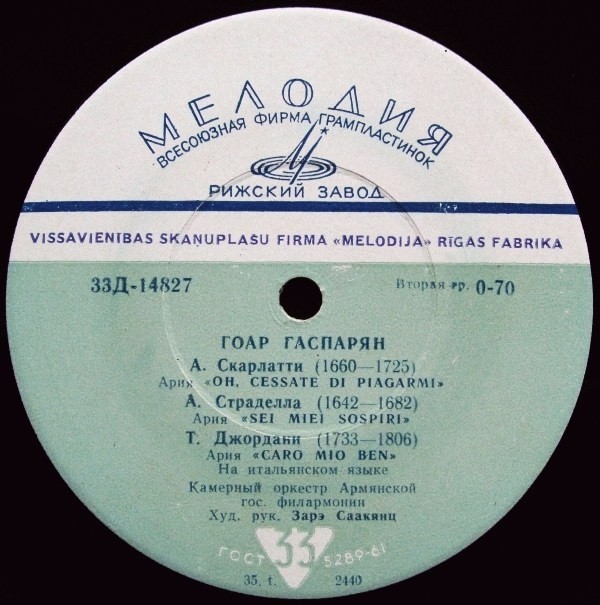 МЕЛОДИЯ
ВСЕСОЮЗНАЯ ФИРМА ГРАМПЛАСТИНОК
РИЖСКИЙ ЗАВОД
VISSAVIENĪBAS SKAŅUPLAŠU FIRMA «MELODIJA» RĪGAS FABRIKA
33Д-14827 Вторая гр. 0-70
ГОАР ГАСПАРЯН
А. Скарлатти (1660—1725)
Ария «OH, CESSATE DI PIAGARMI»
А. Страделла (1642—1682)
Ария «SEI MIEI SOSPIRI»
Т. Джордани (1733—1806)
Ария «CARO MIO BEN»
На итальянском языке
Камерный оркестр Армянской
гос. филармонии
Худ. рук. Зарэ Саакянц
ГОСТ 33 5289-61
35. t. 2440